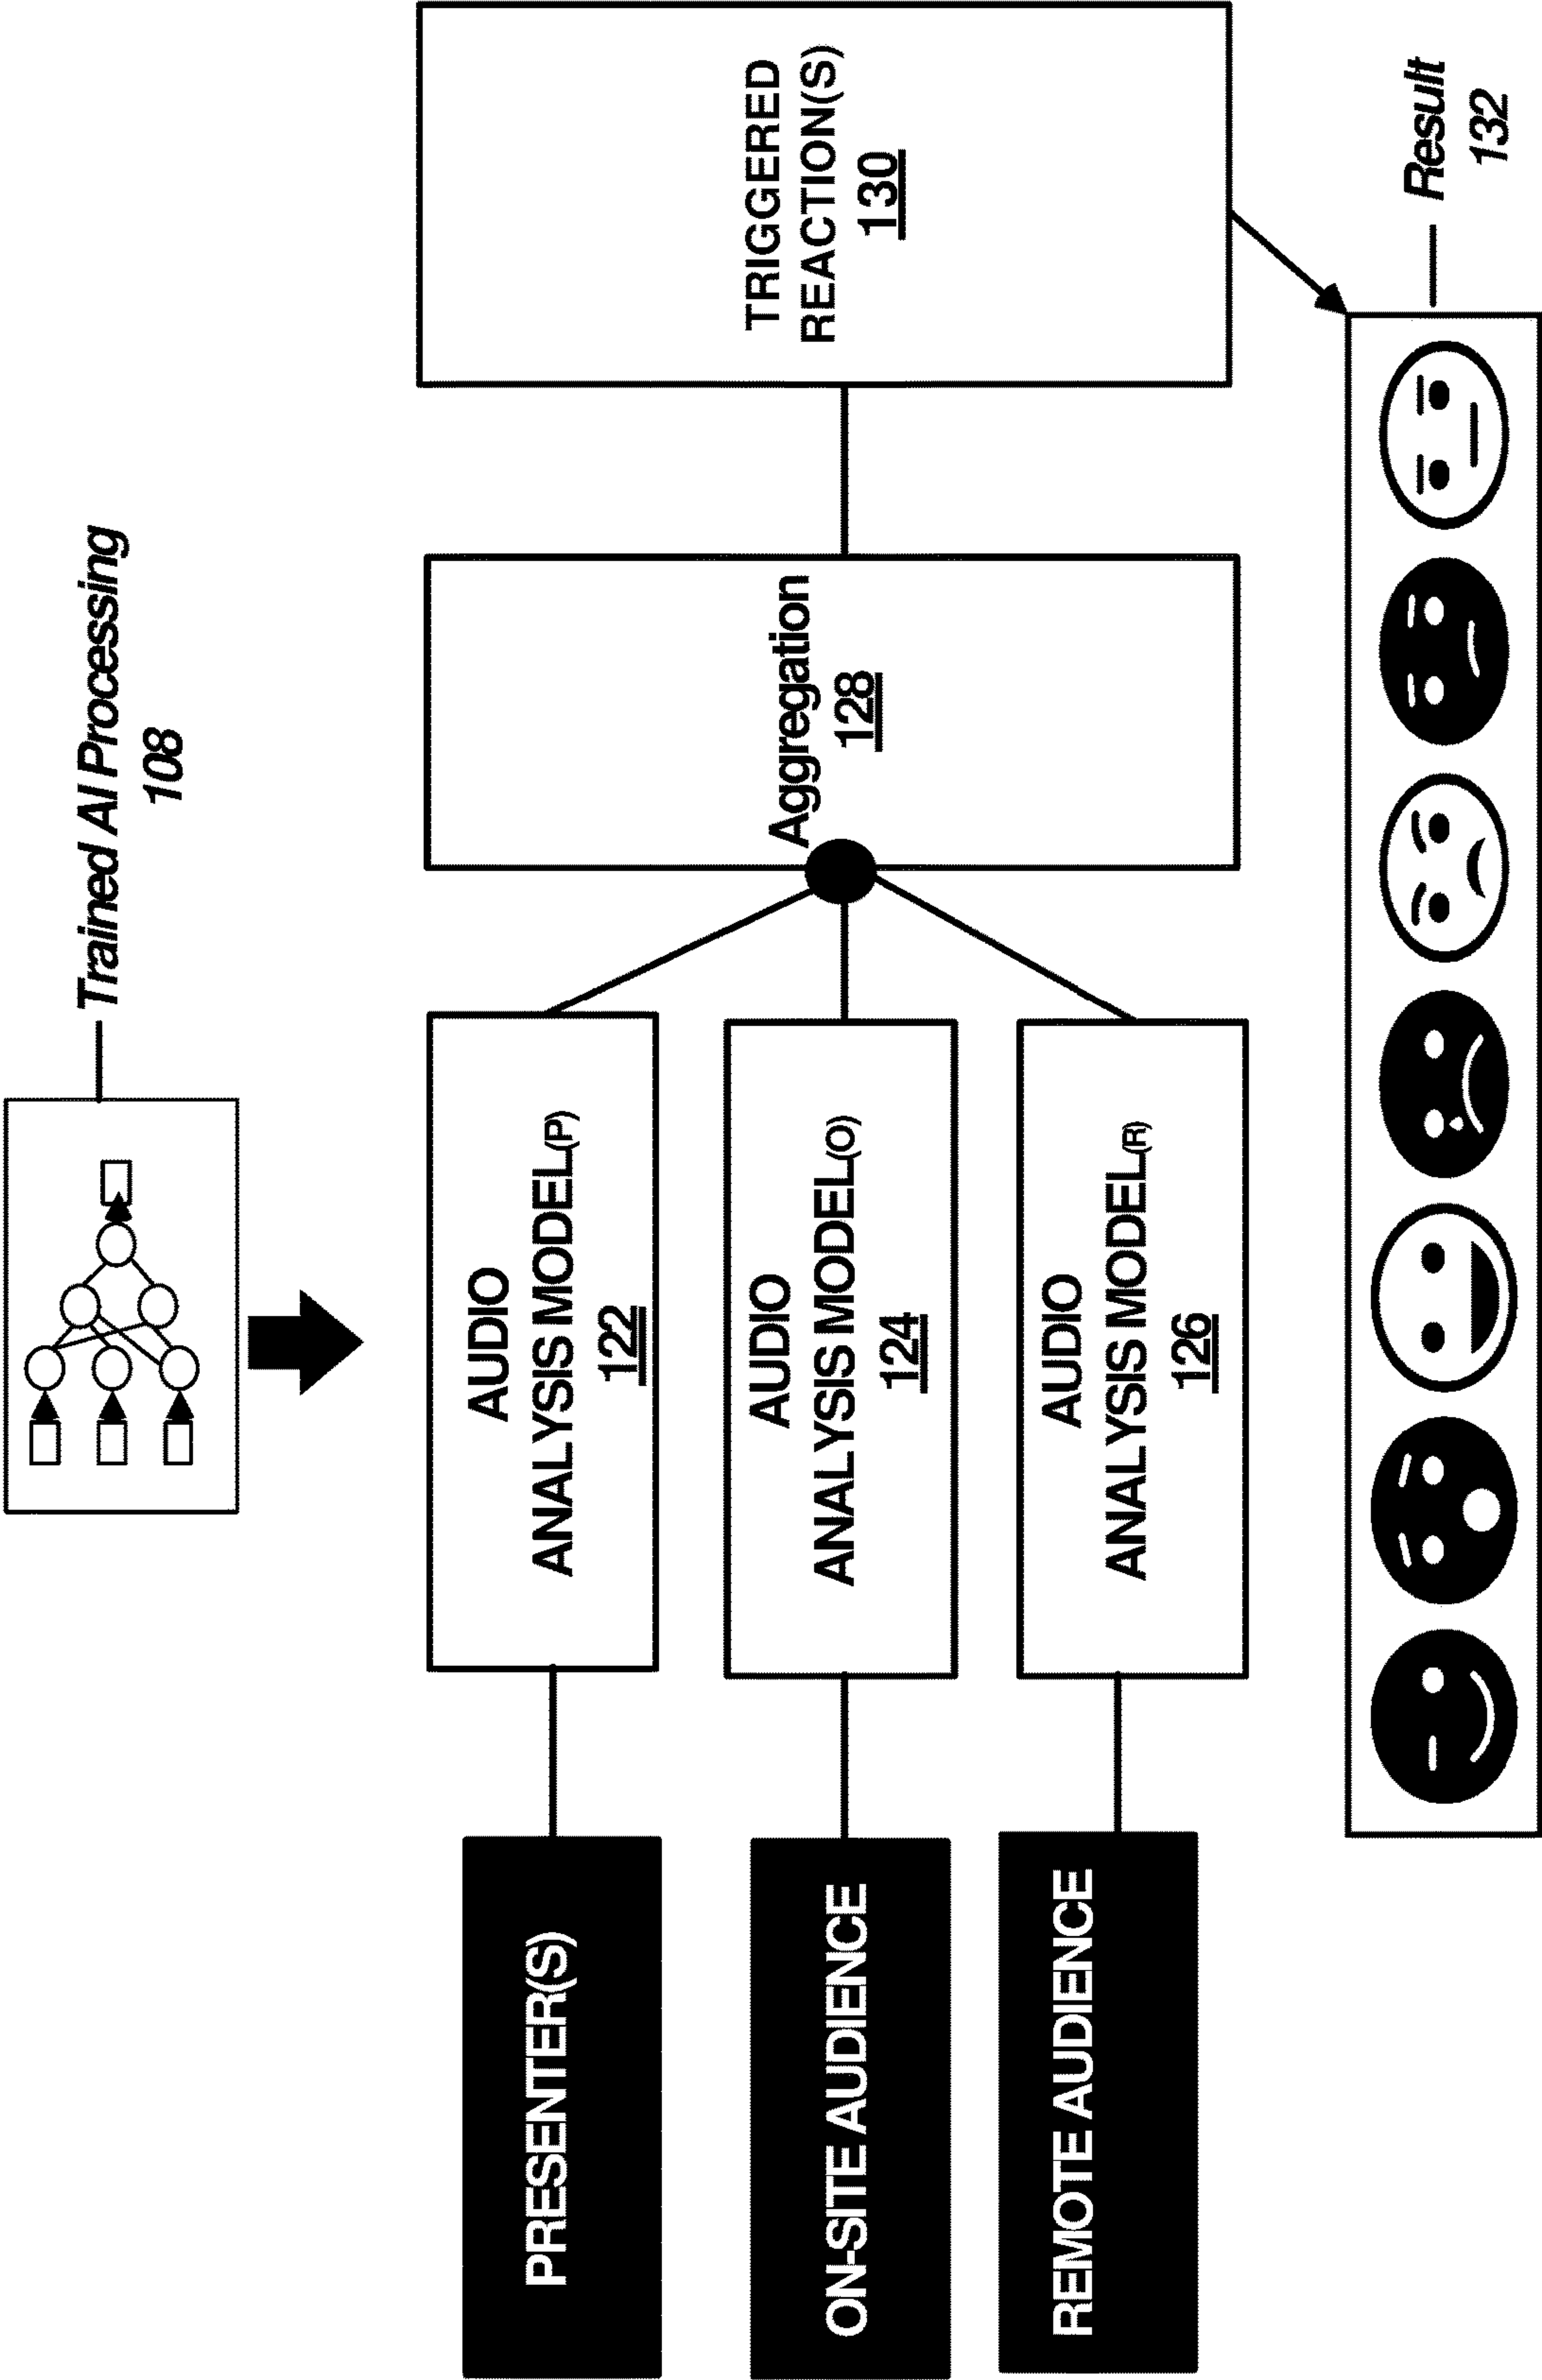 Trained AI Processing
108
PRESENTER(S)
AUDIO
ANALYSIS MODEL(P)
122
ON-SITE AUDIENCE
AUDIO
ANALYSIS MODEL(O)
124
REMOTE AUDIENCE
AUDIO
ANALYSIS MODEL(R)
126
Aggregation
128
TRIGGERED
REACTION(S)
130
Result
132